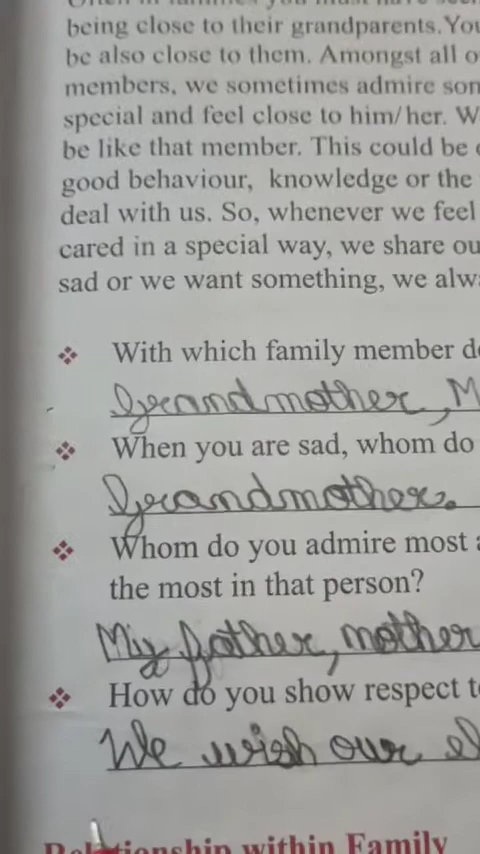 being close to their grandparents. You
be also close to them. Amongst all o
members, we sometimes admire som
special and feel close to him/her. W
be like that member. This could be
good behaviour, knowledge or the
deal with us. So, whenever we feel
cared in a special way, we share ou
sad or we want something, we alw
❖ With which family member d
Grandmother, M
❖ When you are sad, whom do
Grandmother.
❖ Whom do you admire most a
the most in that person?
My father, mother
❖ How do you show respect t
We wish our el
Relationship within Family